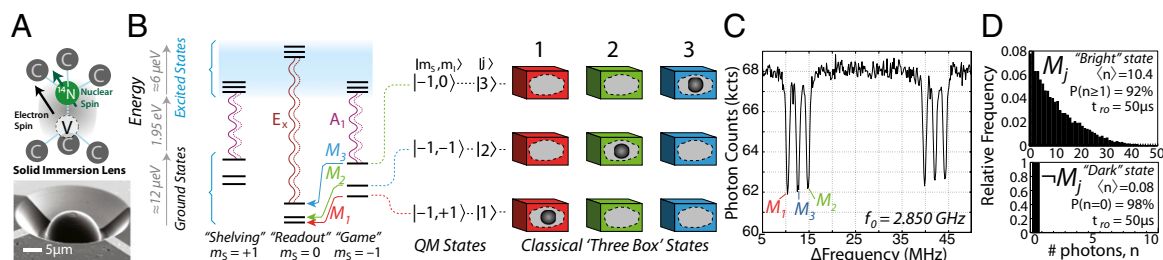 A
C
C
C
14N
Nuclear
Spin
Electron
Spin
V
C
C
C
Solid Immersion Lens
5μm
B
Energy
≈12 μeV
1.95 eV
≈6 μeV
Ground States
Excited States
Ex
A1
M3
M2
M1
"Shelving"
mS = +1
"Readout"
mS = 0
"Game"
mS = −1
|mS,mI⟩ |j⟩
|−1,0⟩ |3⟩
|−1,−1⟩ |2⟩
|−1,+1⟩ |1⟩
QM States
1 2 3
Classical 'Three Box' States
C
Photon Counts (kcts)
68
66
64
62
60
M1
M3
M2
f0 = 2.850 GHz
5 15 25 35 45
ΔFrequency (MHz)
D
Relative Frequency
0.08
0.06
0.04
0.02
0
Mj
"Bright" state
⟨n⟩=10.4
P(n≥1) = 92%
t ro = 50μs
0 10 20 30 40 50
1
0.8
0.6
0.4
0.2
0
¬Mj
"Dark" state
⟨n⟩=0.08
P(n=0) = 98%
t ro = 50μs
0 5 10
# photons, n